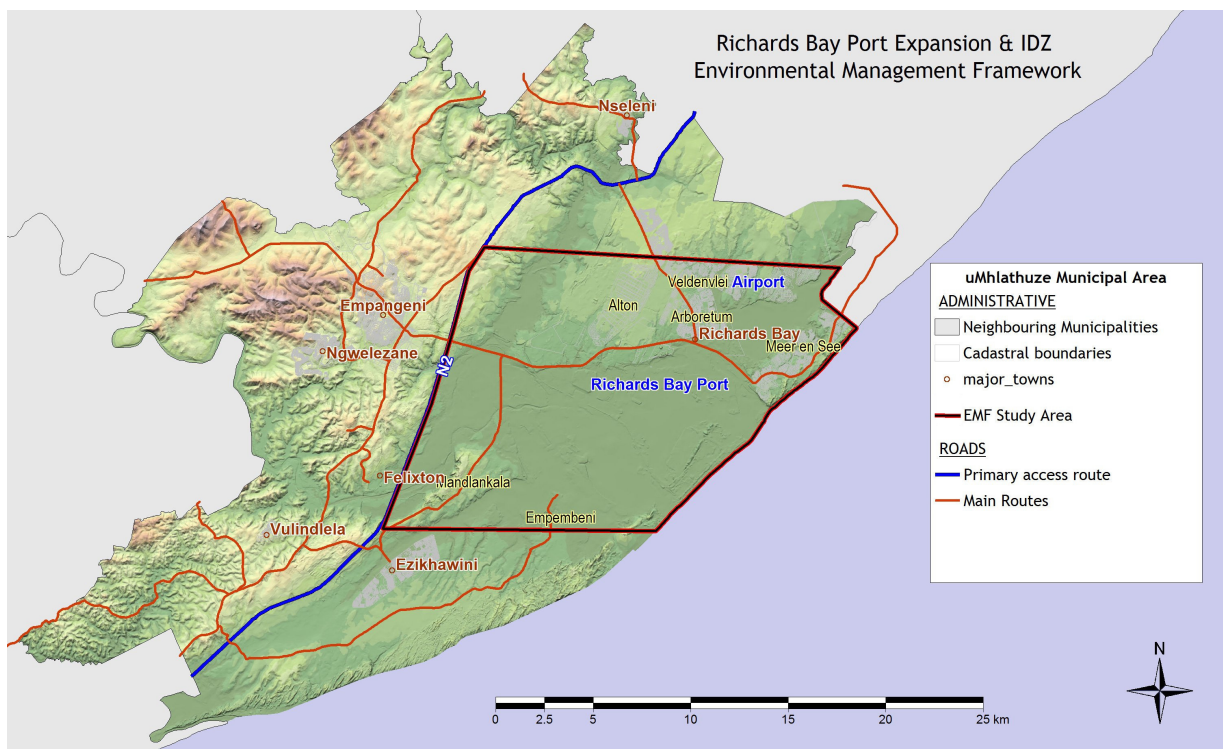 Richards Bay Port Expansion & IDZ
Environmental Management Framework
Nseleni
Veldenvlei
Airport
Empangeni
Alton
Arboretum
Richards Bay
Meer en See
Ngwelezane
N2
Richards Bay Port
Felixton
Mandlankala
Empembeni
Vulindlela
Ezikhawini
uMhlathuze Municipal Area
ADMINISTRATIVE
Neighbouring Municipalities
Cadastral boundaries
major_towns
EMF Study Area
ROADS
Primary access route
Main Routes
N
0 2.5 5 10 15 20 25 km